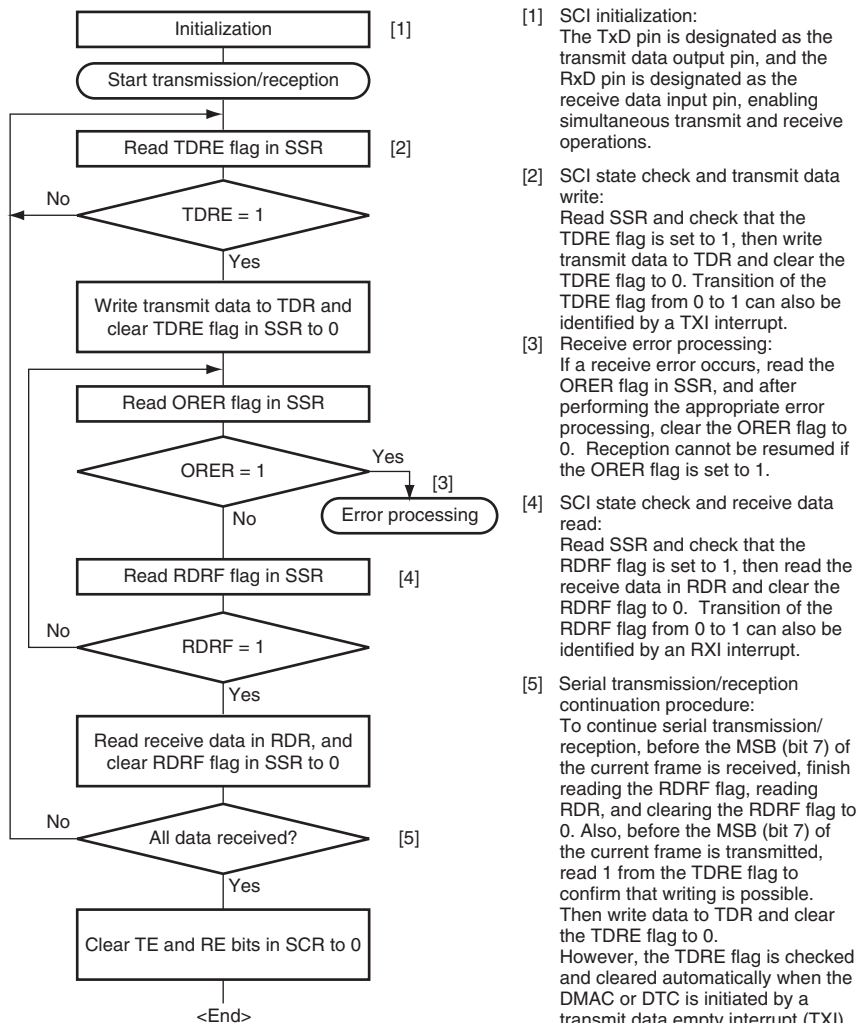 Initialization
[1]
Start transmission/reception
Read TDRE flag in SSR
[2]
No
TDRE = 1
Yes
Write transmit data to TDR and
clear TDRE flag in SSR to 0
Read ORER flag in SSR
ORER = 1
Yes
[3]
Error processing
No
Read RDRF flag in SSR
[4]
No
RDRF = 1
Yes
Read receive data in RDR, and
clear RDRF flag in SSR to 0
No
All data received?
[5]
Yes
Clear TE and RE bits in SCR to 0
<End>
[1] SCI initialization:
The TxD pin is designated as the
transmit data output pin, and the
RxD pin is designated as the
receive data input pin, enabling
simultaneous transmit and receive
operations.
[2] SCI state check and transmit data
write:
Read SSR and check that the
TDRE flag is set to 1, then write
transmit data to TDR and clear the
TDRE flag to 0. Transition of the
TDRE flag from 0 to 1 can also be
identified by a TXI interrupt.
[3] Receive error processing:
If a receive error occurs, read the
ORER flag in SSR, and after
performing the appropriate error
processing, clear the ORER flag to
0. Reception cannot be resumed if
the ORER flag is set to 1.
[4] SCI state check and receive data
read:
Read SSR and check that the
RDRF flag is set to 1, then read the
receive data in RDR and clear the
RDRF flag to 0. Transition of the
RDRF flag from 0 to 1 can also be
identified by an RXI interrupt.
[5] Serial transmission/reception
continuation procedure:
To continue serial transmission/
reception, before the MSB (bit 7) of
the current frame is received, finish
reading the RDRF flag, reading
RDR, and clearing the RDRF flag to
0. Also, before the MSB (bit 7) of
the current frame is transmitted,
read 1 from the TDRE flag to
confirm that writing is possible.
Then write data to TDR and clear
the TDRE flag to 0.
However, the TDRE flag is checked
and cleared automatically when the
DMAC or DTC is initiated by a
transmit data empty interrupt (TXI)